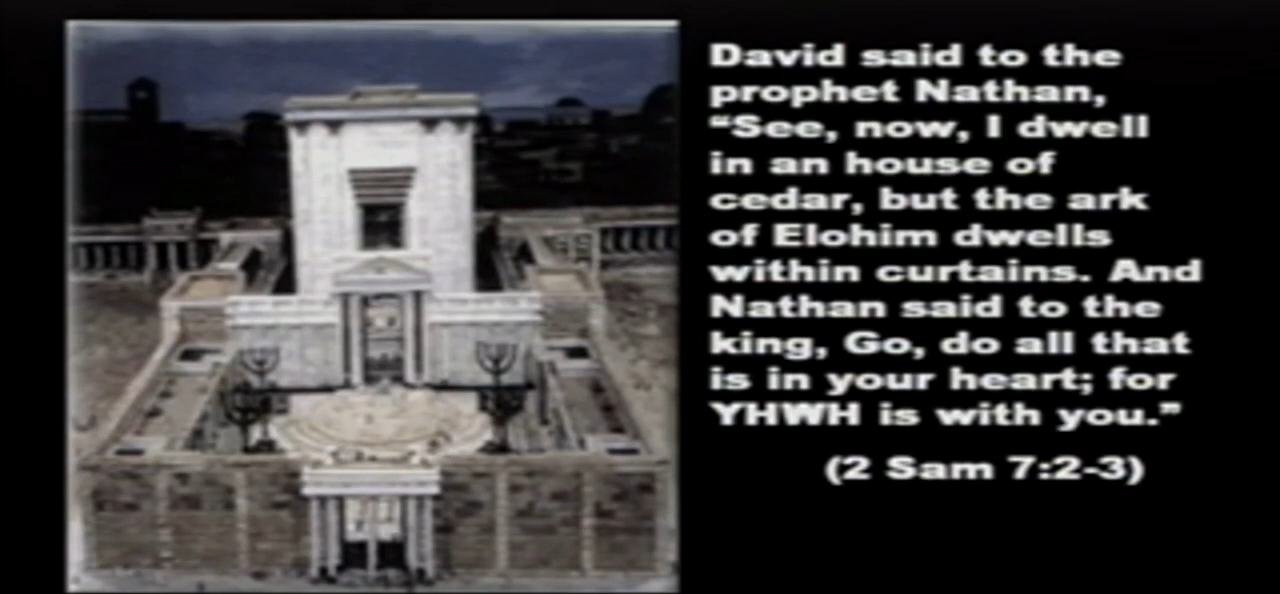 David said to the
prophet Nathan,
“See, now, I dwell
in an house of
cedar, but the ark
of Elohim dwells
within curtains. And
Nathan said to the
king, Go, do all that
is in your heart; for
YHWH is with you.”
(2 Sam 7:2-3)